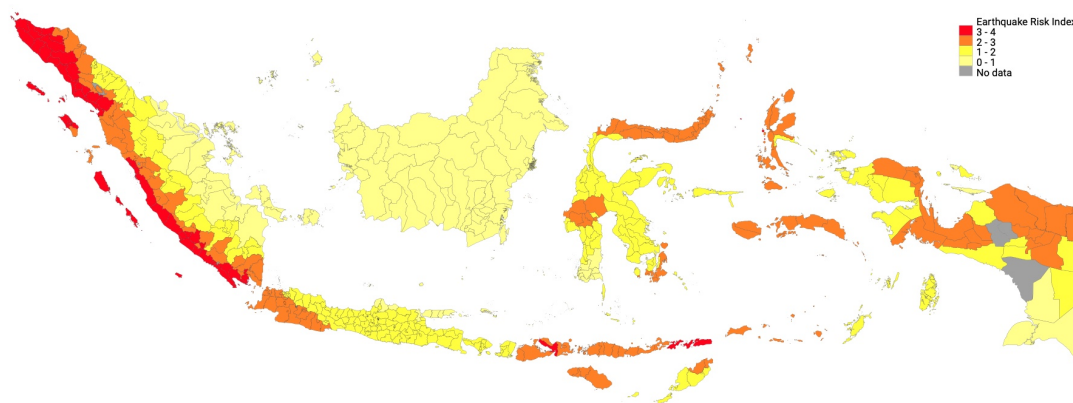 Earthquake Risk Index
3 - 4
2 - 3
1 - 2
0 - 1
No data